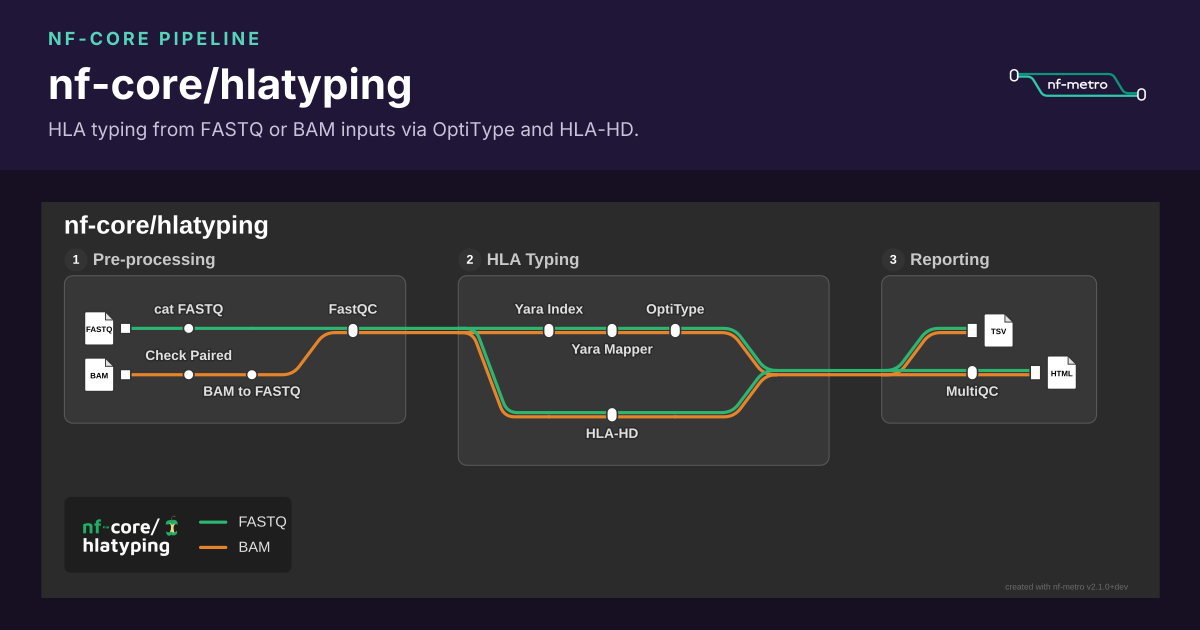 NF-CORE PIPELINE
nf-core/hlatyping
nf-metro
HLA typing from FASTQ or BAM inputs via OptiType and HLA-HD.
nf-core/hlatyping
1 Pre-processing
2 HLA Typing
3 Reporting
cat FASTQ
FastQC
Yara Index
OptiType
FASTQ
TSV
Yara Mapper
Check Paired
BAM
HTML
BAM to FASTQ
MultiQC
HLA-HD
nf-core/
hlatyping
FASTQ
BAM
created with nf-metro v2.1.0+dev